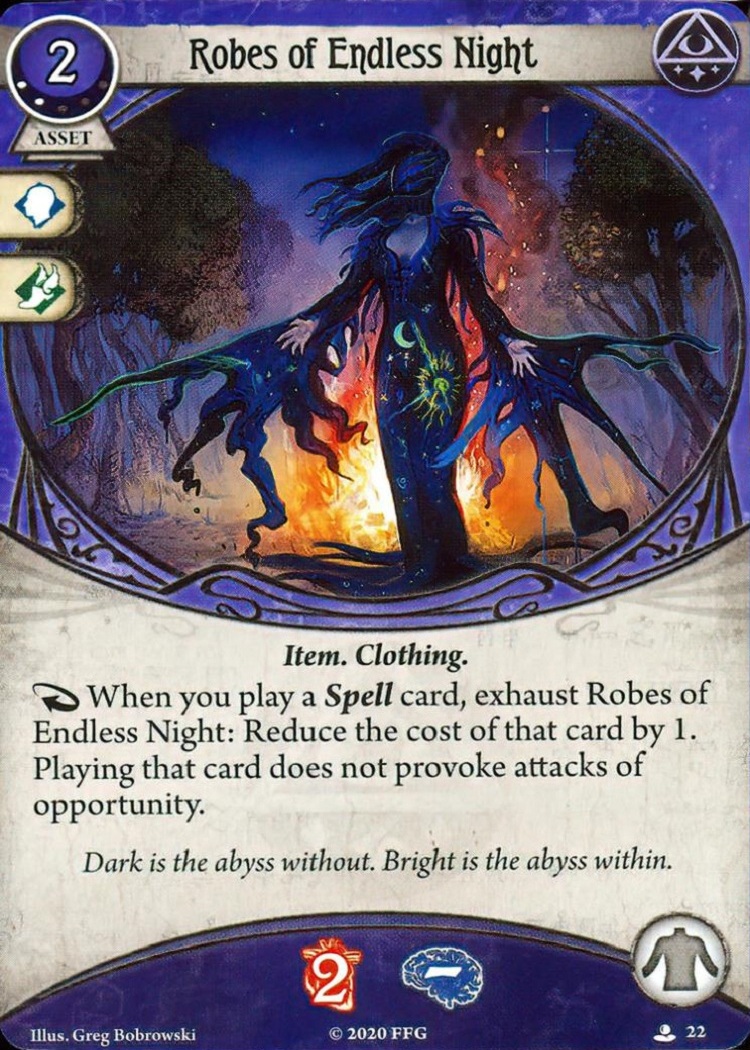 2
Robes of Endless Night
ASSET
Item. Clothing.
When you play a Spell card, exhaust Robes of
Endless Night: Reduce the cost of that card by 1.
Playing that card does not provoke attacks of
opportunity.
Dark is the abyss without. Bright is the abyss within.
2 -
Illus. Greg Bobrowski © 2020 FFG 22